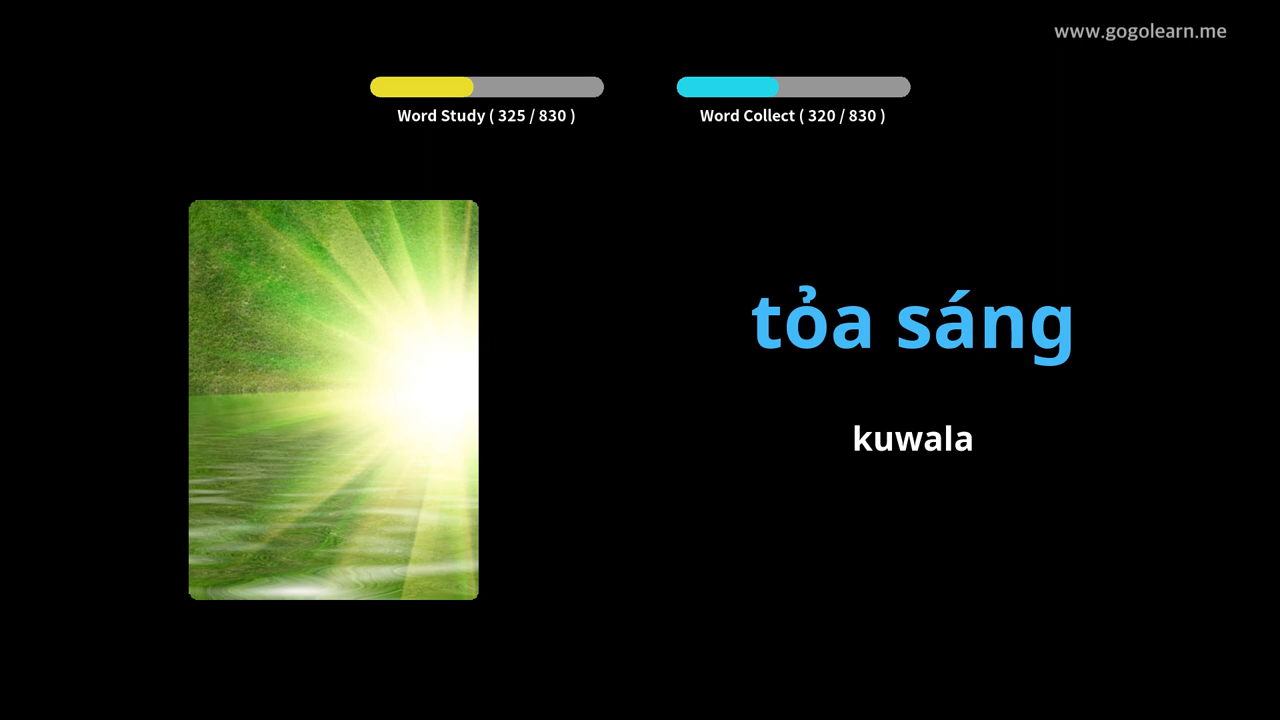 www.gogolearn.me
Word Study ( 325 / 830 )
Word Collect ( 320 / 830 )
tỏa sáng
kuwala